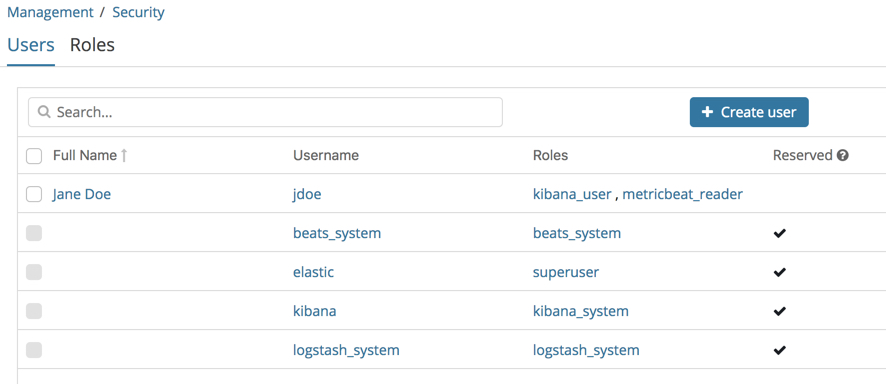 Management / Security
Users Roles
Search...
+ Create user
Full Name ↑ Username Roles Reserved ?
Jane Doe jdoe kibana_user , metricbeat_reader
beats_system beats_system ✔
elastic superuser ✔
kibana kibana_system ✔
logstash_system logstash_system ✔